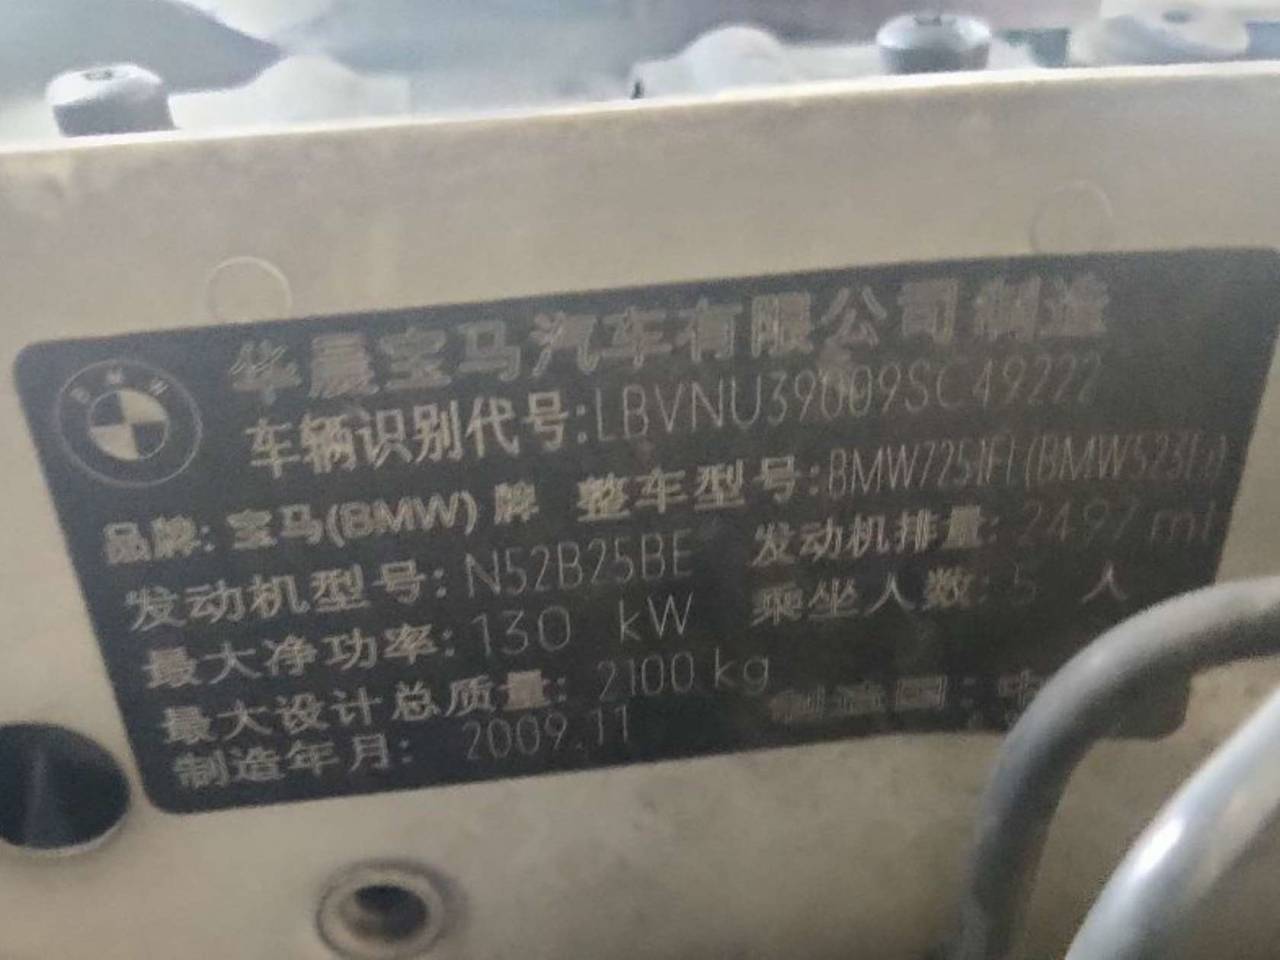 BMW
华晨宝马汽车有限公司制造
车辆识别代号:LBVNU39009SC49222
品牌: 宝马(BMW) 牌 整车型号:BMW7251FL(BMW523Li)
发动机型号: N52B25BE 发动机排量: 2497 ml
最大净功率: 130 kW 乘坐人数: 5 人
最大设计总质量: 2100 kg
制造年月: 2009.11 制造国: